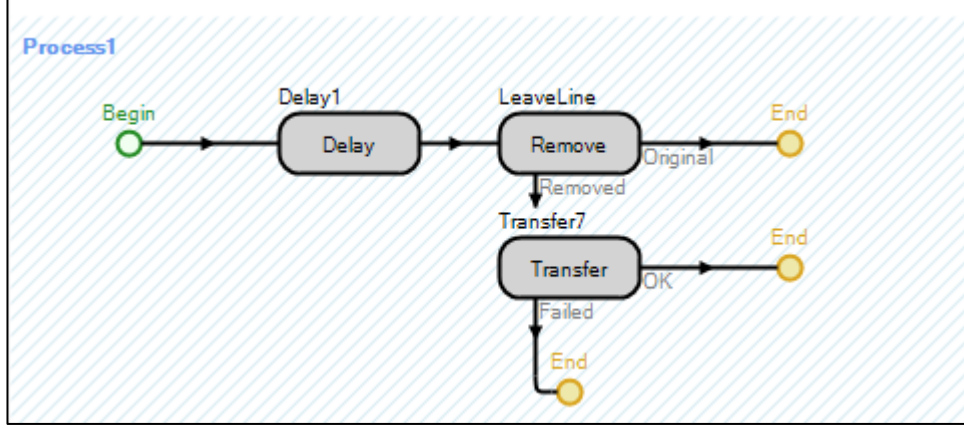 Process1
Begin
Delay1
Delay
LeaveLine
Remove
Original
End
Removed
Transfer7
Transfer
OK
End
Failed
End